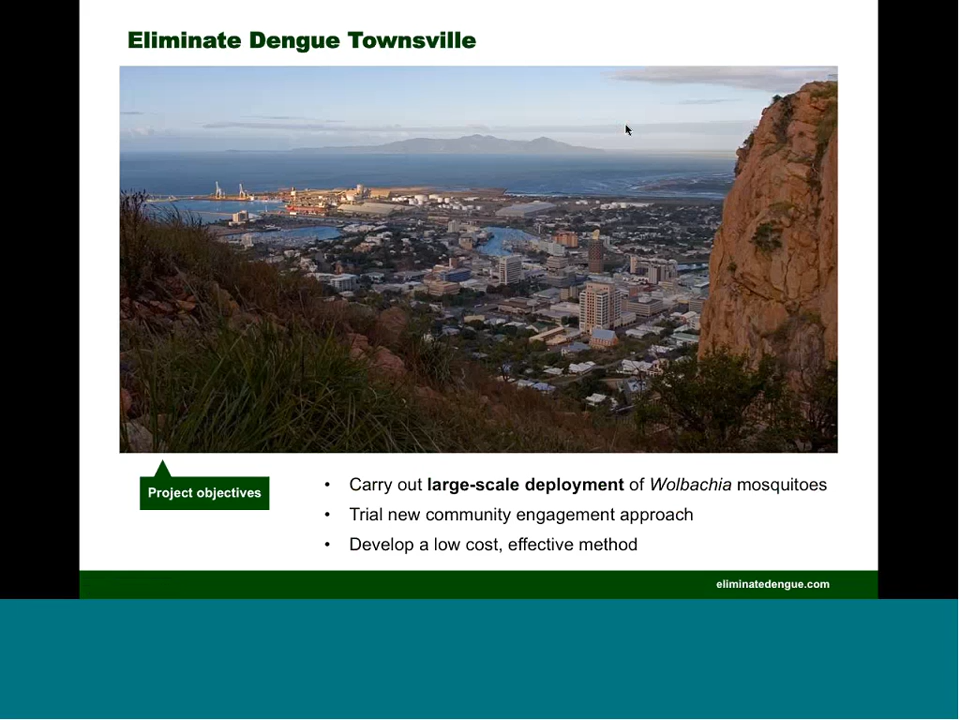 Eliminate Dengue Townsville
Project objectives
• Carry out large-scale deployment of Wolbachia mosquitoes
• Trial new community engagement approach
• Develop a low cost, effective method
eliminatedengue.com